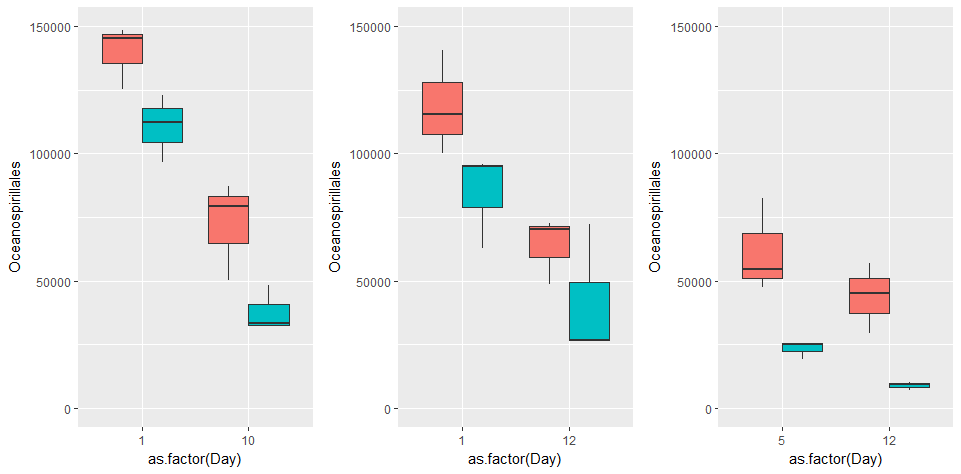 150000
100000
50000
0
Oceanospirillales
1 10
as.factor(Day)
150000
100000
50000
0
Oceanospirillales
1 12
as.factor(Day)
150000
100000
50000
0
Oceanospirillales
5 12
as.factor(Day)